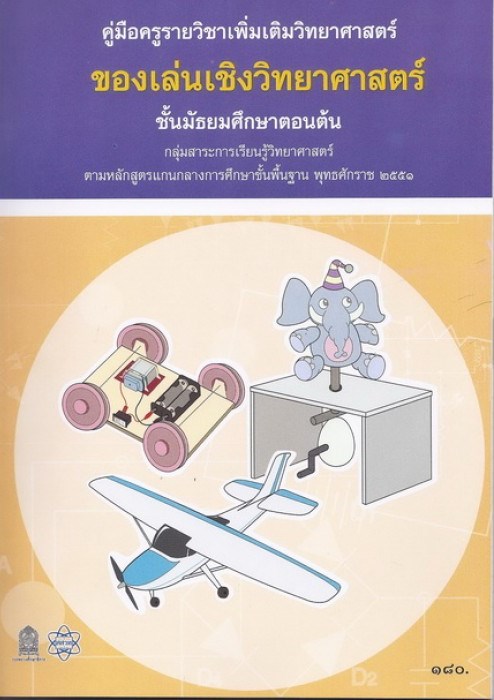 คู่มือครูรายวิชาเพิ่มเติมวิทยาศาสตร์
ของเล่นเชิงวิทยาศาสตร์
ชั้นมัธยมศึกษาตอนต้น
กลุ่มสาระการเรียนรู้วิทยาศาสตร์
ตามหลักสูตรแกนกลางการศึกษาขั้นพื้นฐาน พุทธศักราช ๒๕๕๑
A
D2
๑๘๐.